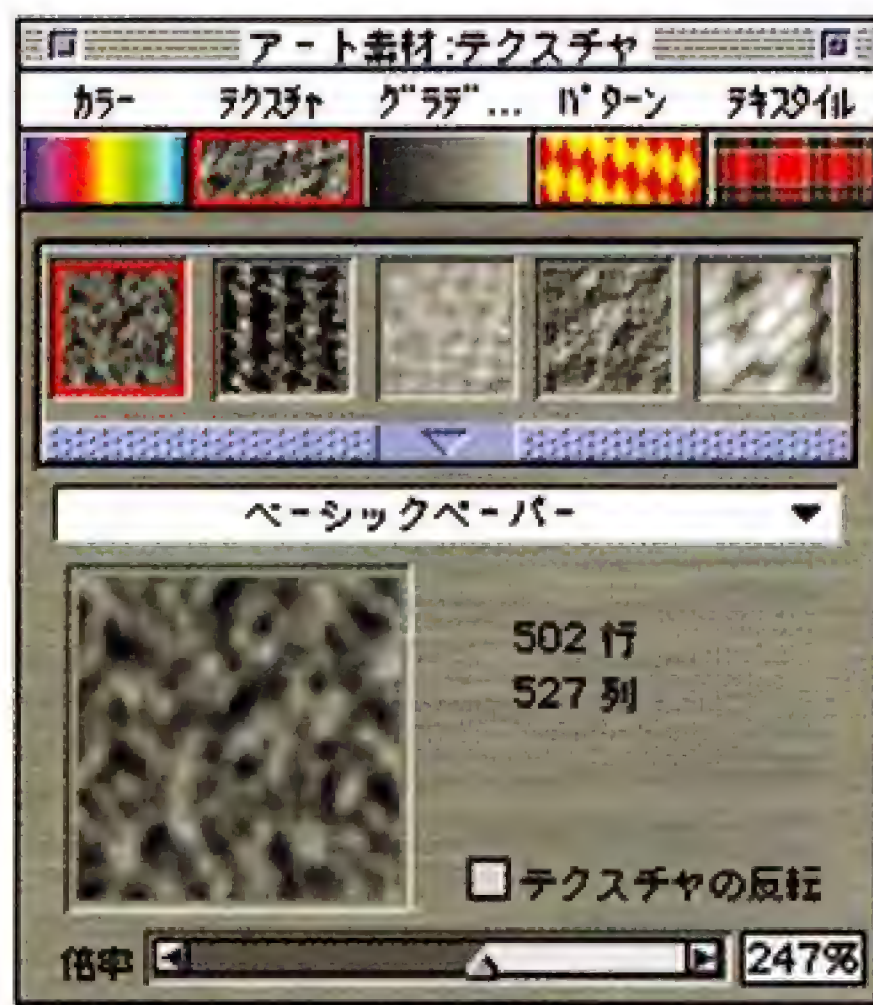 アート素材:テクスチャ
カラー テクスチャ グラデ... パターン テキスタイル
ベーシックペーパー
502 行
527 列
テクスチャの反転
倍率 247%